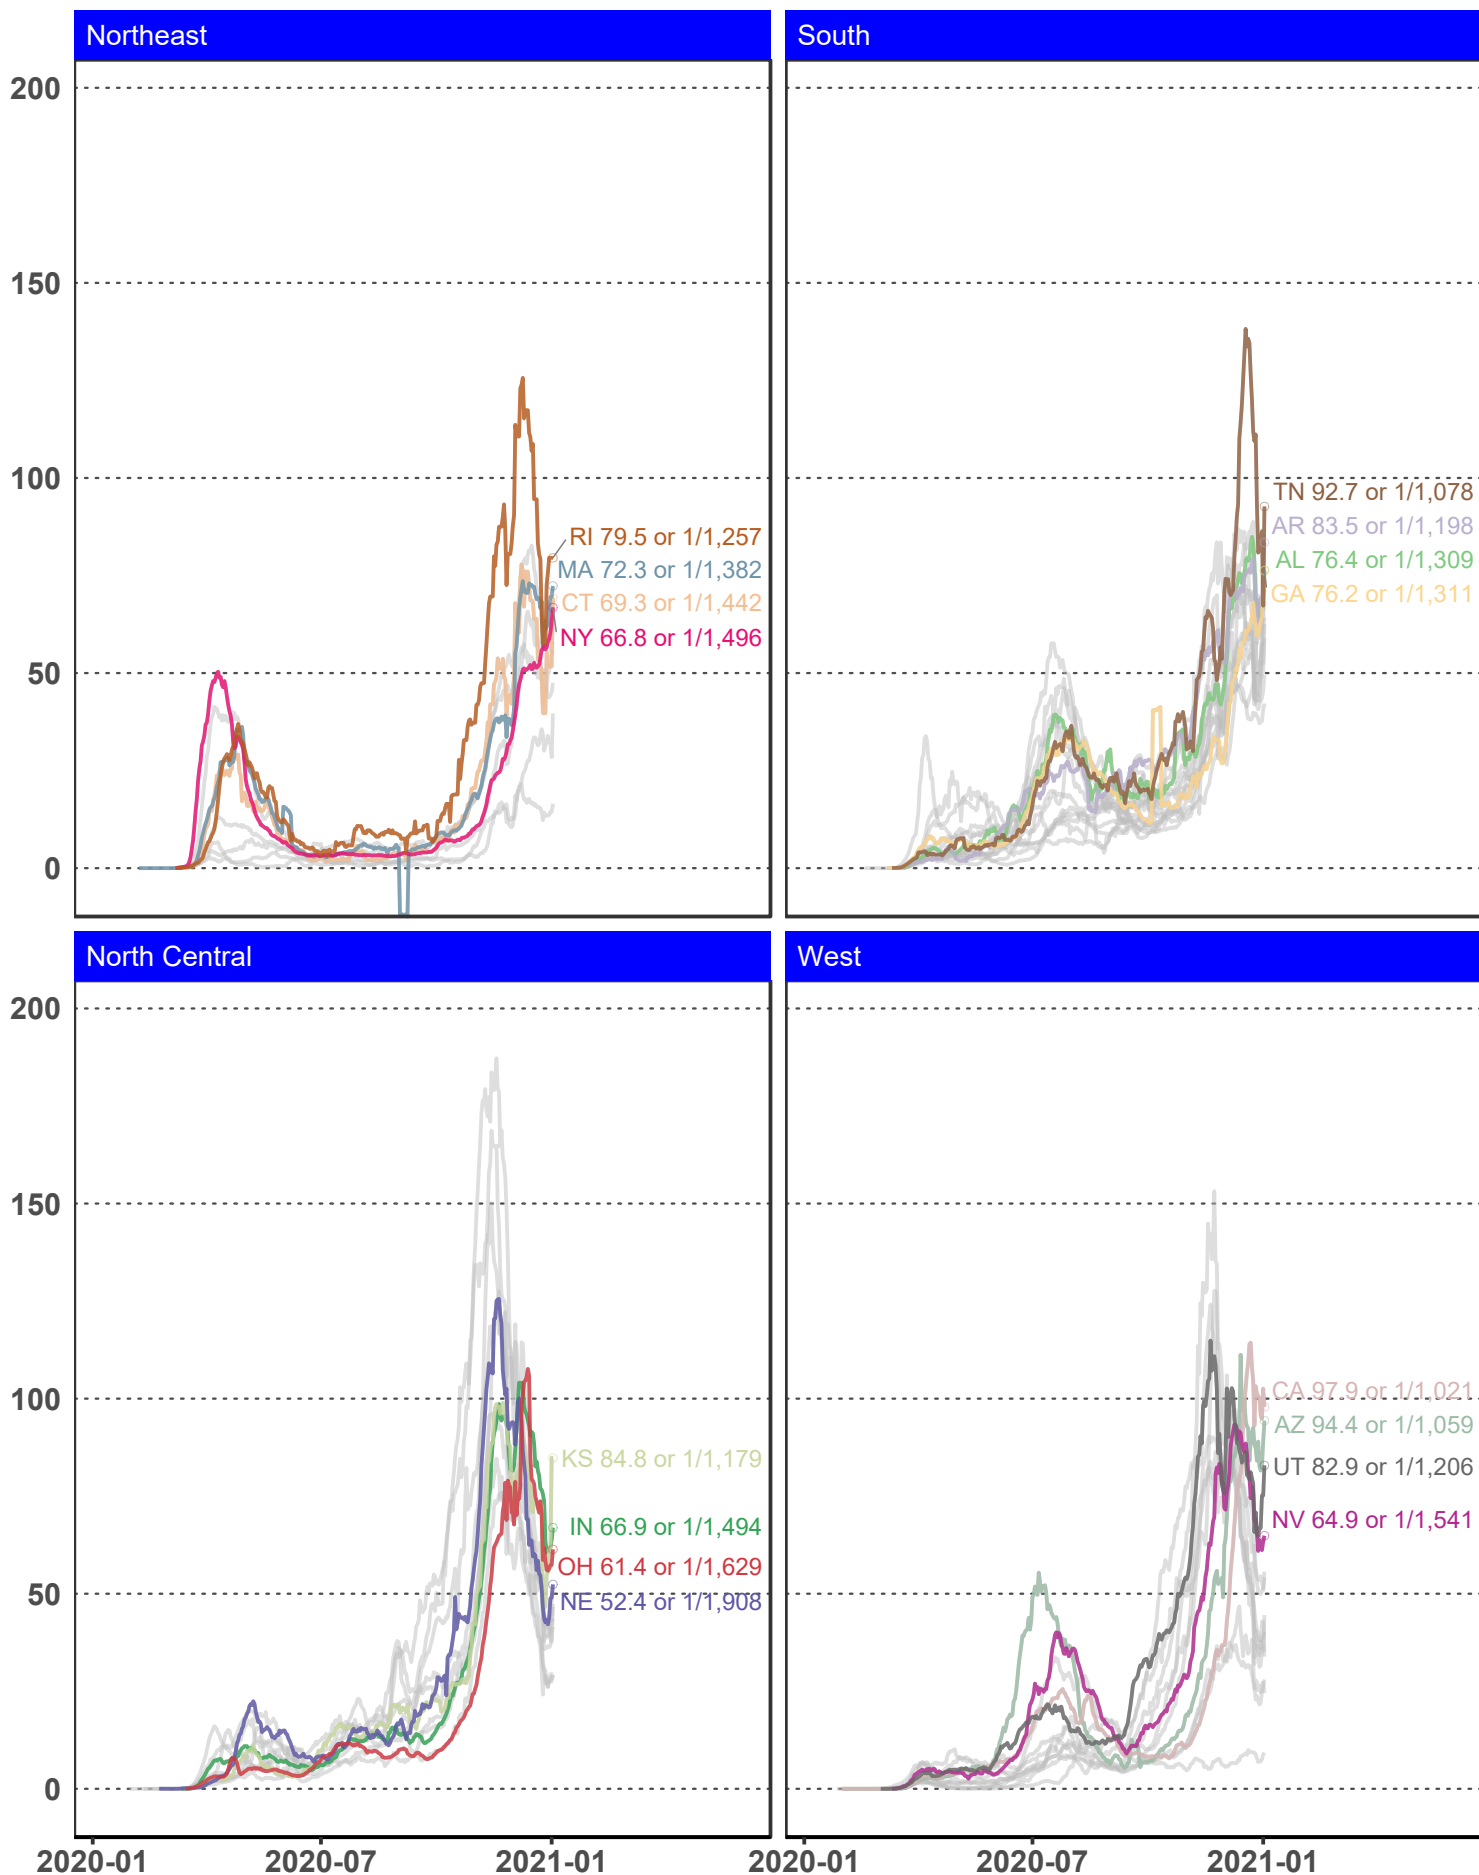 Northeast
South
200
150
100
50
0
RI 79.5 or 1/1,257
MA 72.3 or 1/1,382
CT 69.3 or 1/1,442
NY 66.8 or 1/1,496
TN 92.7 or 1/1,078
AR 83.5 or 1/1,198
AL 76.4 or 1/1,309
GA 76.2 or 1/1,311
North Central
West
200
150
100
50
0
KS 84.8 or 1/1,179
IN 66.9 or 1/1,494
OH 61.4 or 1/1,629
NE 52.4 or 1/1,908
CA 97.9 or 1/1,021
AZ 94.4 or 1/1,059
UT 82.9 or 1/1,206
NV 64.9 or 1/1,541
2020-01 2020-07 2021-01 2020-01 2020-07 2021-01